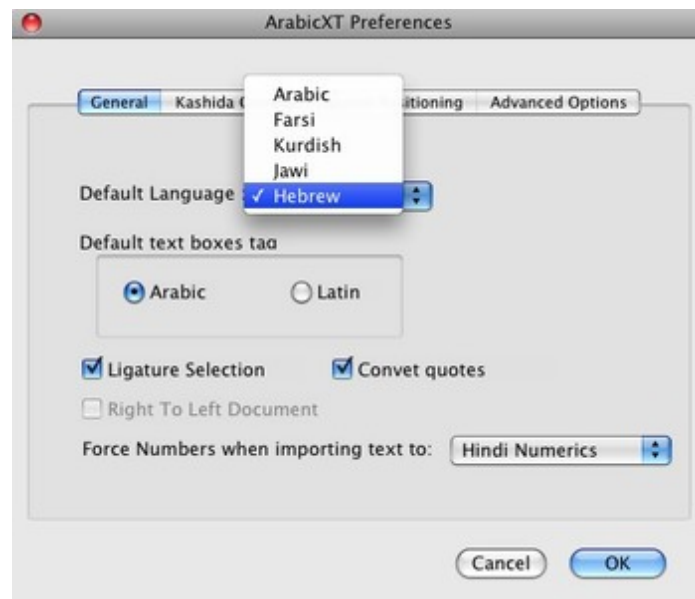 ArabicXT Preferences
General Kashida itioning Advanced Options
Arabic
Farsi
Kurdish
Jawi
Default Language : ✓ Hebrew
Default text boxes tag
Arabic Latin
Ligature Selection Convet quotes
Right To Left Document
Force Numbers when importing text to: Hindi Numerics
Cancel OK